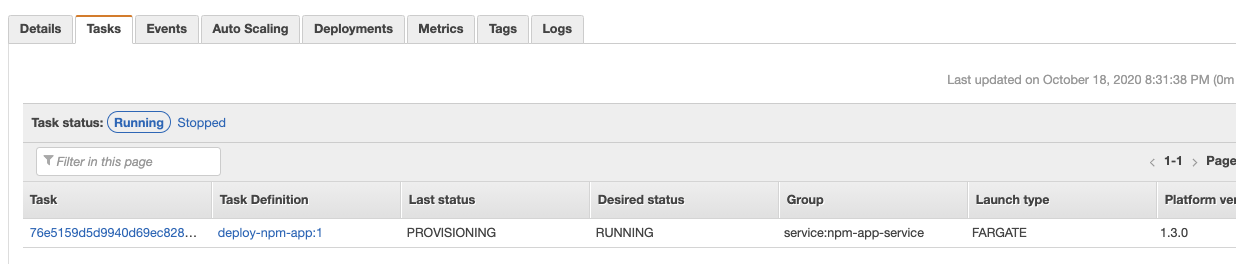 Details Tasks Events Auto Scaling Deployments Metrics Tags Logs
Last updated on October 18, 2020 8:31:38 PM (0m
Task status: Running Stopped
Filter in this page
1-1 Page
Task Task Definition Last status Desired status Group Launch type Platform ver
76e5159d5d9940d69ec828... deploy-npm-app:1 PROVISIONING RUNNING service:npm-app-service FARGATE 1.3.0